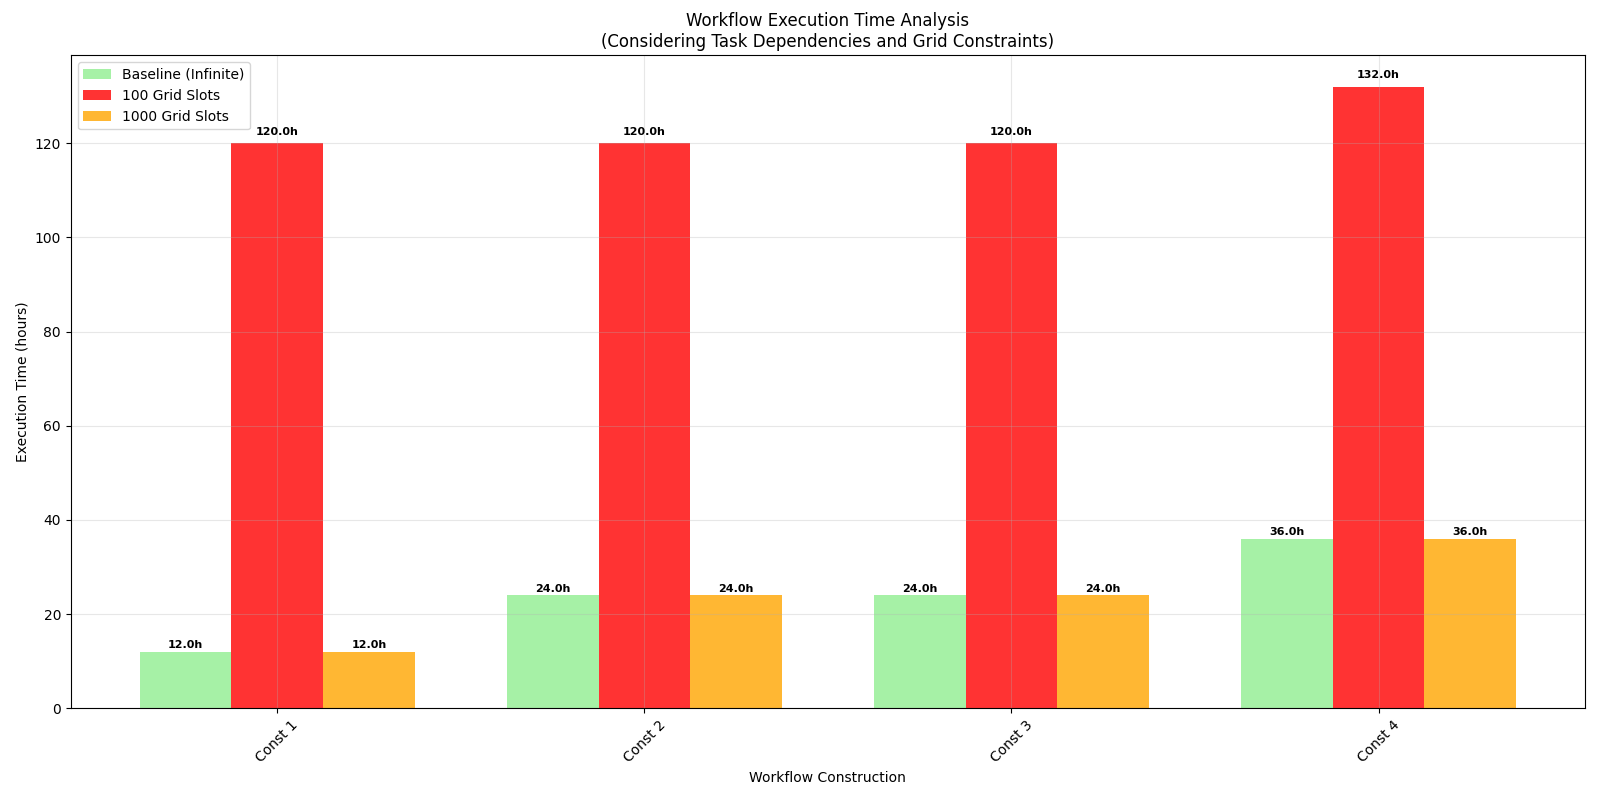 Workflow Execution Time Analysis
(Considering Task Dependencies and Grid Constraints)
Baseline (Infinite)
100 Grid Slots
1000 Grid Slots
Execution Time (hours)
120
100
80
60
40
20
0
12.0h
120.0h
12.0h
24.0h
120.0h
24.0h
24.0h
120.0h
24.0h
36.0h
132.0h
36.0h
Const 1
Const 2
Const 3
Const 4
Workflow Construction